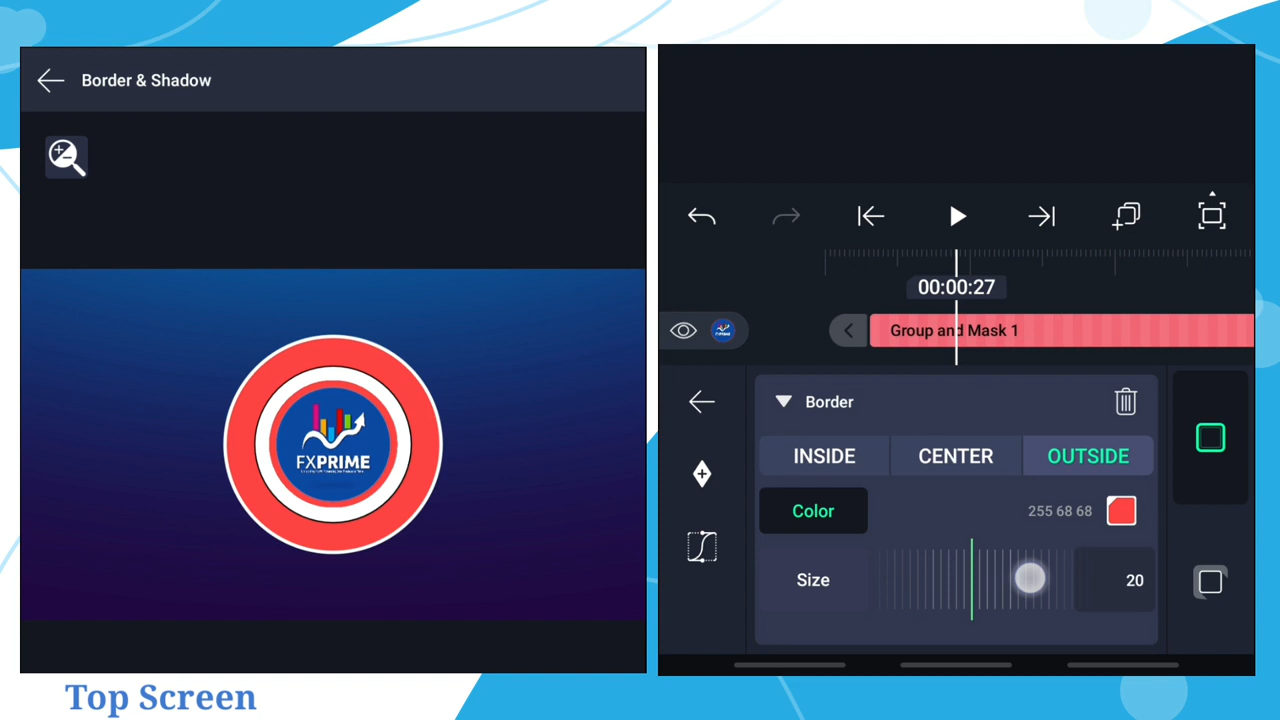 Border & Shadow
FXPRIME
00:00:27
Group and Mask 1
Border
INSIDE
CENTER
OUTSIDE
Color
255 68 68
Size
20
Top Screen